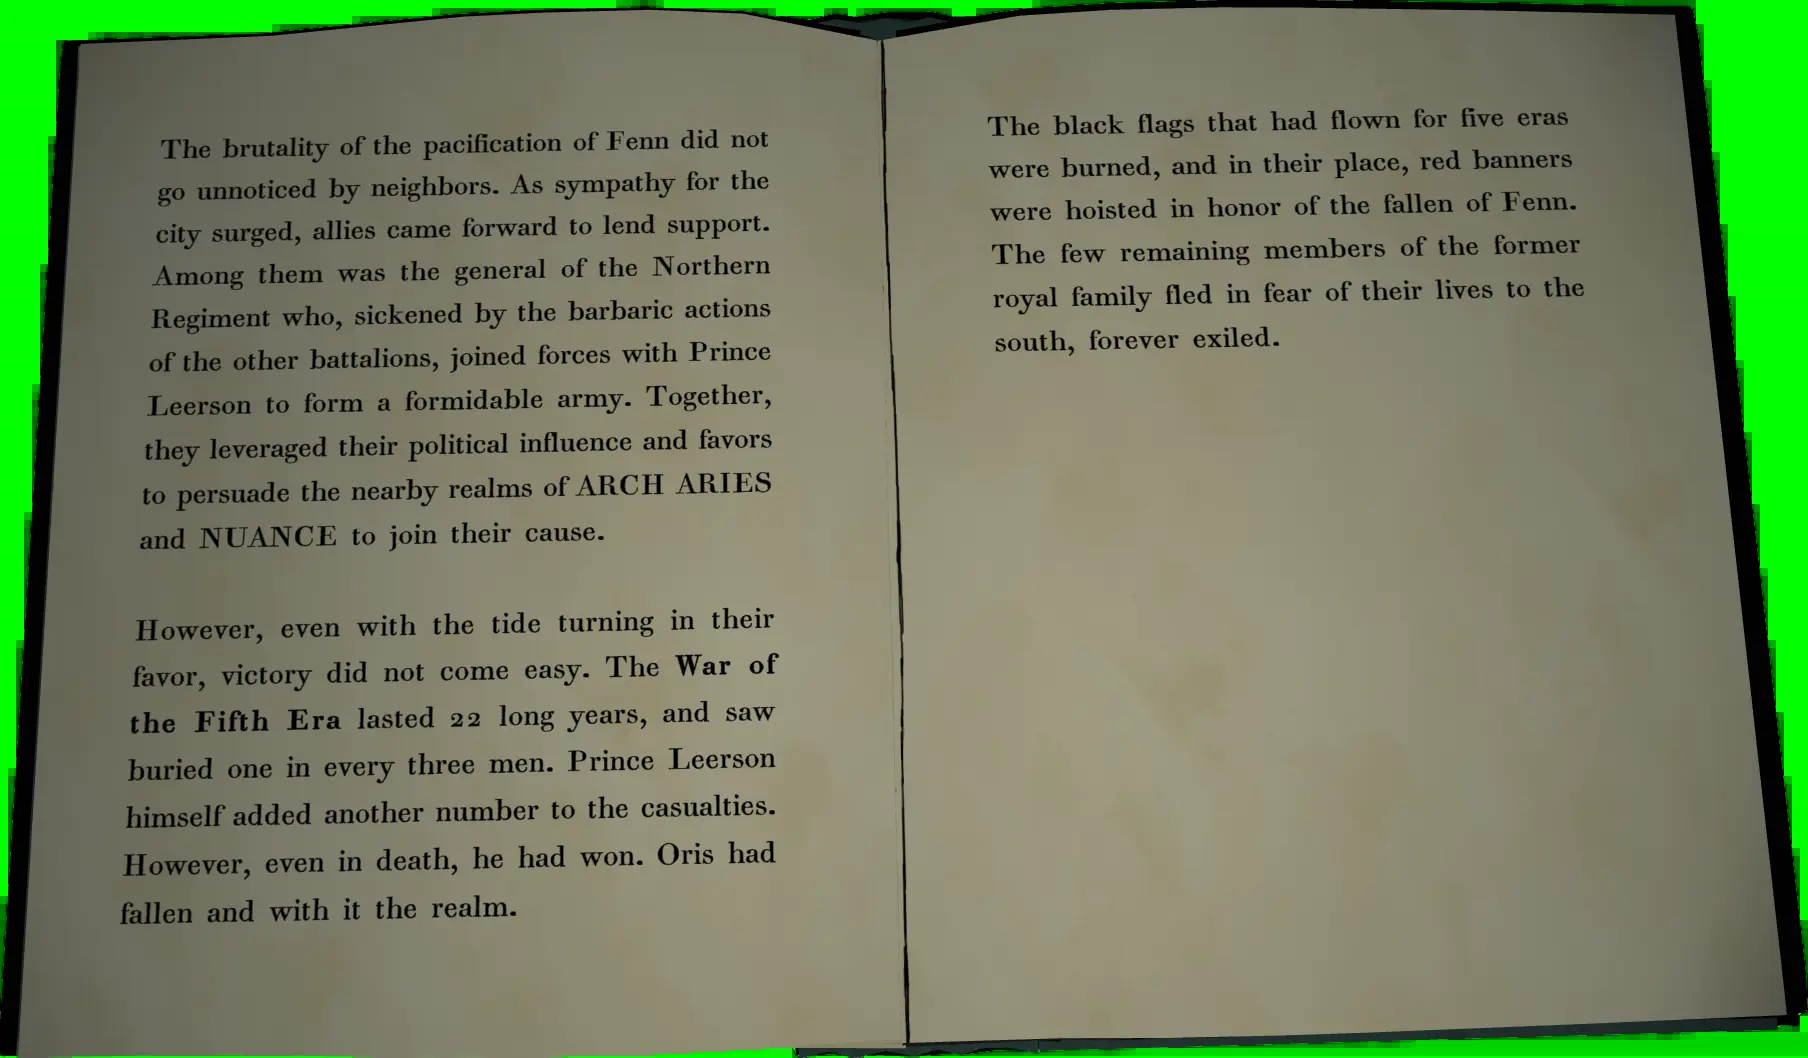 The brutality of the pacification of Fenn did not
go unnoticed by neighbors. As sympathy for the
city surged, allies came forward to lend support.
Among them was the general of the Northern
Regiment who, sickened by the barbaric actions
of the other battalions, joined forces with Prince
Leerson to form a formidable army. Together,
they leveraged their political influence and favors
to persuade the nearby realms of ARCH ARIES
and NUANCE to join their cause.
However, even with the tide turning in their
favor, victory did not come easy. The War of
the Fifth Era lasted 22 long years, and saw
buried one in every three men. Prince Leerson
himself added another number to the casualties.
However, even in death, he had won. Oris had
fallen and with it the realm.
The black flags that had flown for five eras
were burned, and in their place, red banners
were hoisted in honor of the fallen of Fenn.
The few remaining members of the former
royal family fled in fear of their lives to the
south, forever exiled.